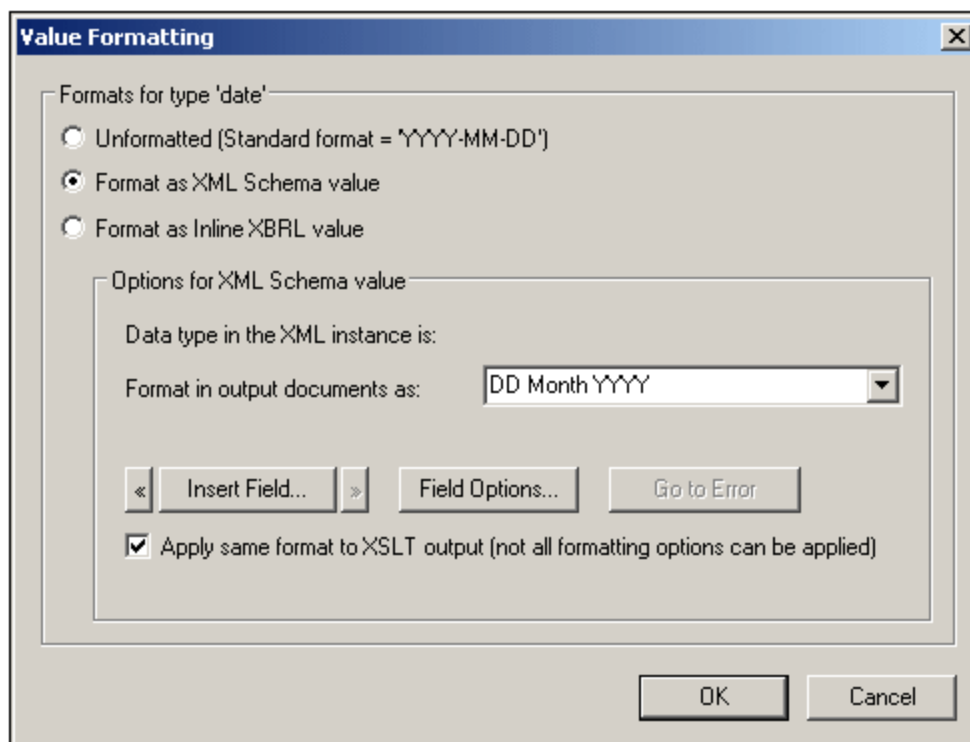 Value Formatting
Formats for type 'date'
Unformatted (Standard format = 'YYYY-MM-DD')
Format as XML Schema value
Format as Inline XBRL value
Options for XML Schema value
Data type in the XML instance is:
Format in output documents as: DD Month YYYY
« Insert Field... » Field Options... Go to Error
Apply same format to XSLT output (not all formatting options can be applied)
OK Cancel